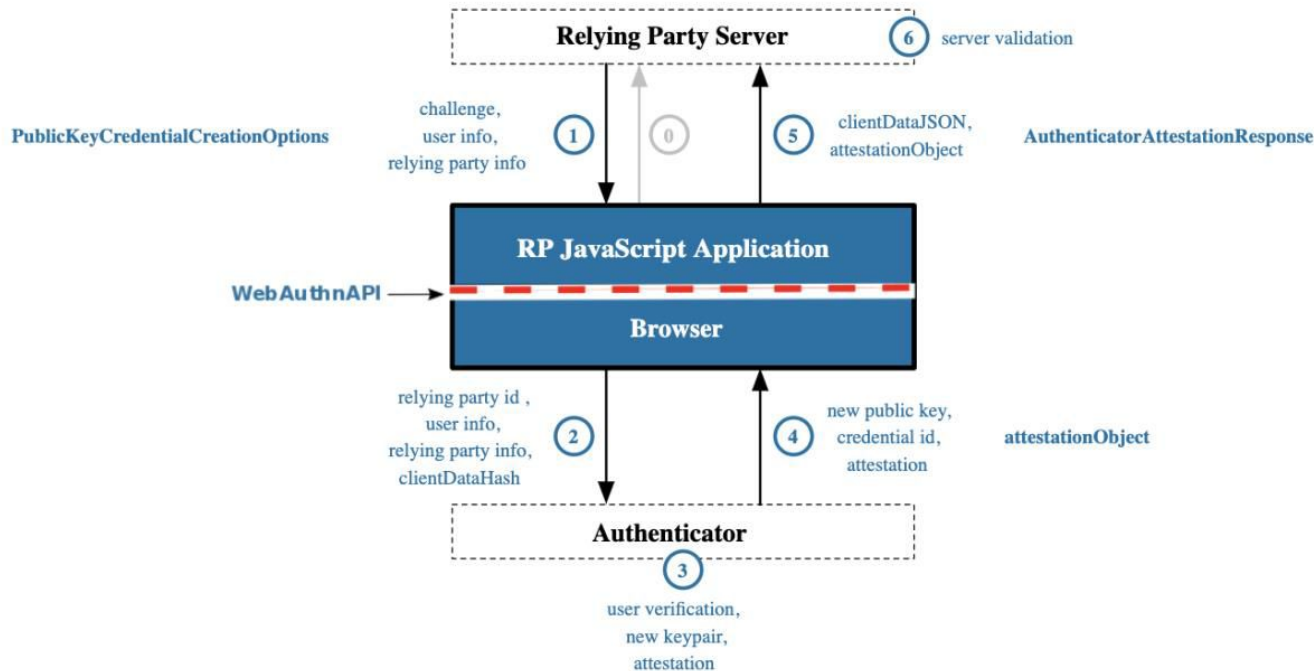 Relying Party Server
6
server validation
PublicKeyCredentialCreationOptions
challenge,
user info,
relying party info
1
0
5
clientDataJSON,
attestationObject
AuthenticatorAttestationResponse
RP JavaScript Application
WebAuthnAPI
Browser
relying party id ,
user info,
relying party info,
clientDataHash
2
4
new public key,
credential id,
attestation
attestationObject
Authenticator
3
user verification,
new keypair,
attestation